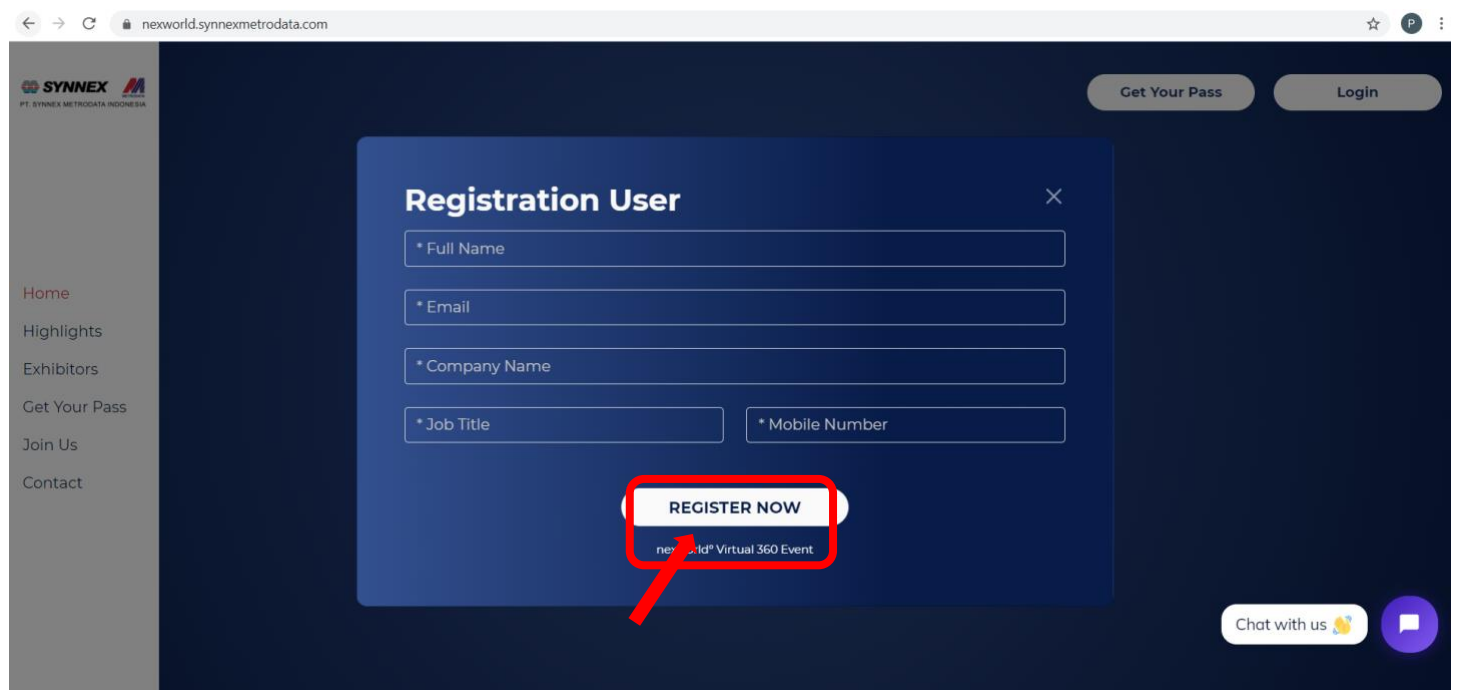 nexworld.synnexmetrodata.com
P
SYNNEX
METRODATA
PT. SYNNEX METRODATA INDONESIA
Get Your Pass
Login
Registration User
* Full Name
* Email
* Company Name
* Job Title
* Mobile Number
REGISTER NOW
Virtual 360 Event
Home
Highlights
Exhibitors
Get Your Pass
Join Us
Contact
Chat with us 👋